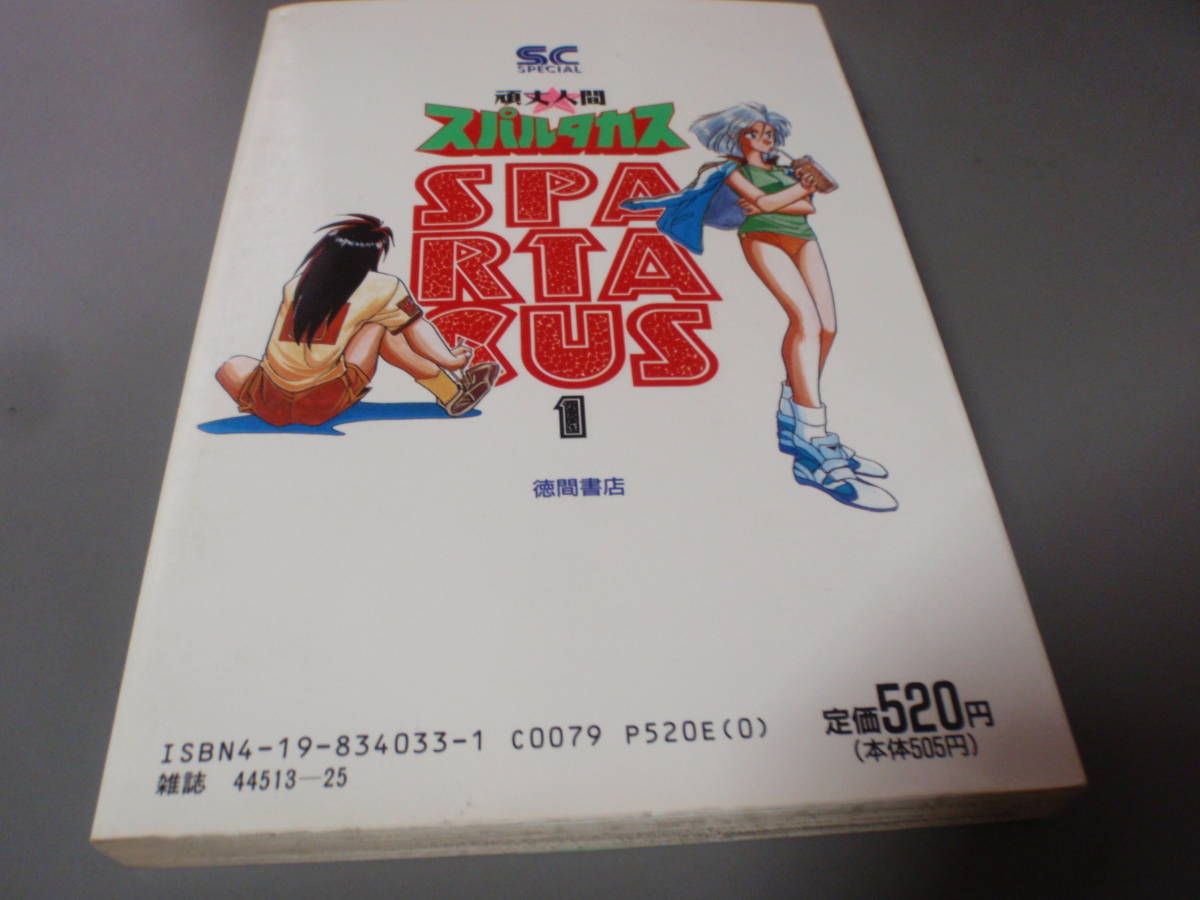 SC
SPECIAL
頑丈人間
スパルタカス
SPA
RTA
CUS
1
徳間書店
定価520円
(本体505円)
ISBN4-19-834033-1 C0079 P520E(0)
雑誌 44513-25